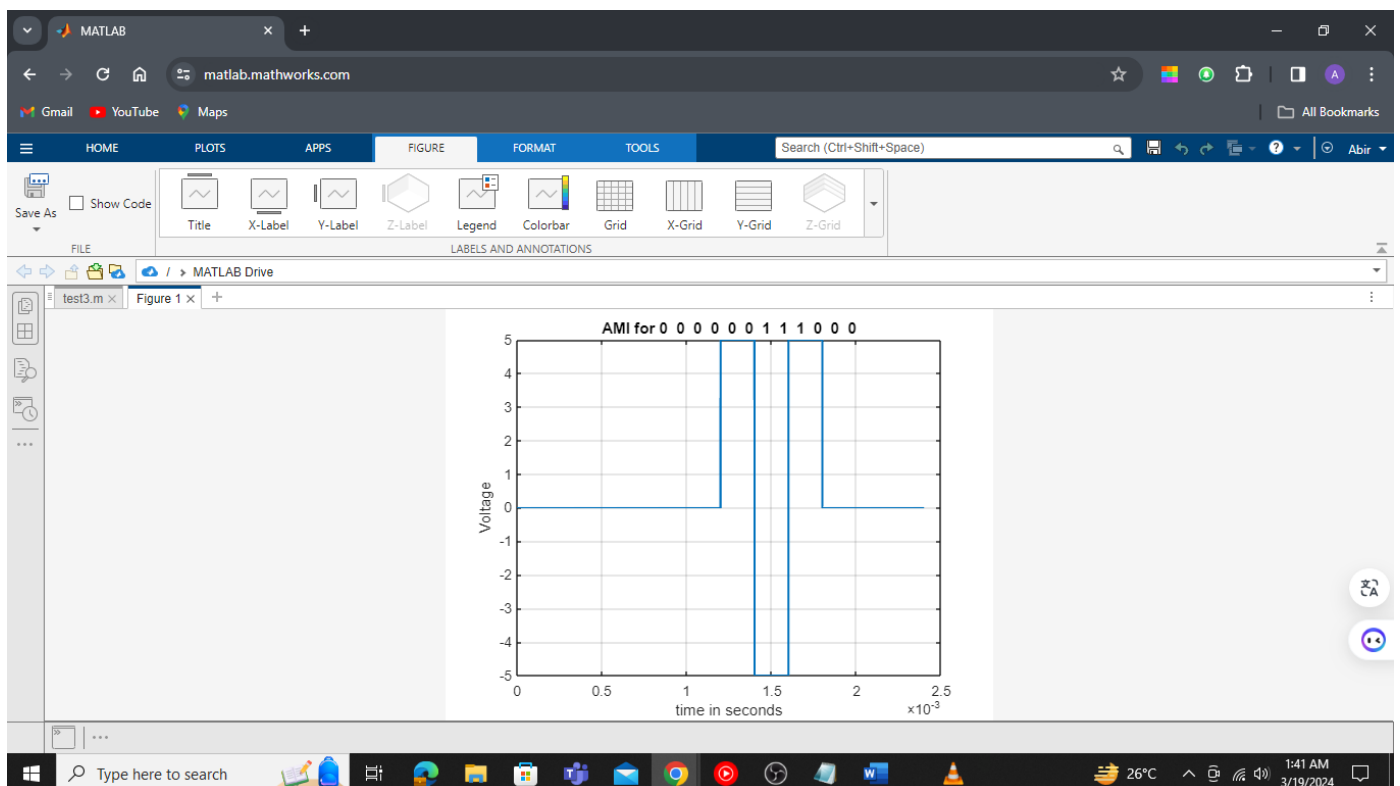 MATLAB
matlab.mathworks.com
Gmail YouTube Maps All Bookmarks
HOME PLOTS APPS FIGURE FORMAT TOOLS Search (Ctrl+Shift+Space) Abir
Save As Show Code Title X-Label Y-Label Z-Label Legend Colorbar Grid X-Grid Y-Grid Z-Grid
FILE LABELS AND ANNOTATIONS
/ > MATLAB Drive
test3.m × Figure 1 × +
AMI for 0 0 0 0 0 0 1 1 1 0 0 0
5
4
3
2
1
0
-1
-2
-3
-4
-5
Voltage
0 0.5 1 1.5 2 2.5
time in seconds ×10-3
Type here to search 26°C 1:41 AM
3/19/2024